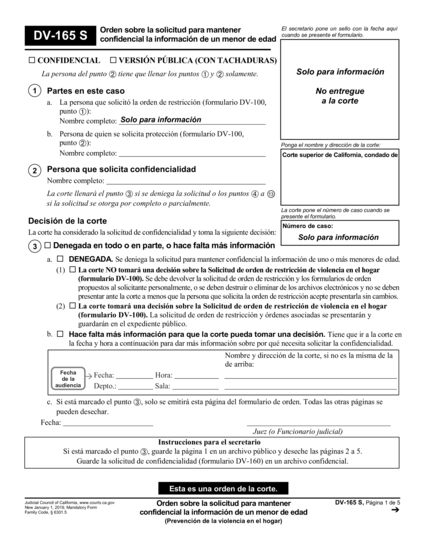 DV-165 S
Orden sobre la solicitud para mantener
confidencial la información de un menor de edad
El secretario pone un sello con la fecha aquí
cuando se presente el formulario.
☐ CONFIDENCIAL ☐ VERSIÓN PÚBLICA (CON TACHADURAS)
La persona del punto ② tiene que llenar los puntos ① y ② solamente.
Solo para información
No entregue
a la corte
① Partes en este caso
a. La persona que solicitó la orden de restricción (formulario DV-100,
punto ①):
Nombre completo: Solo para información
b. Persona de quien se solicita protección (formulario DV-100,
punto ②):
Nombre completo:
Ponga el nombre y dirección de la corte:
Corte superior de California, condado de
② Persona que solicita confidencialidad
Nombre completo:
La corte llenará el punto ③ si se deniega la solicitud o los puntos ④ a ⑩
si la solicitud se otorga por completo o parcialmente.
La corte pone el número de caso cuando se
presente el formulario.
Número de caso:
Solo para información
Decisión de la corte
La corte ha considerado la solicitud de confidencialidad y toma la siguiente decisión:
③ ☐ Denegada en todo o en parte, o hace falta más información
a. ☐ DENEGADA. Se deniega la solicitud para mantener confidencial la información de uno o más menores de edad.
(1) ☐ La corte NO tomará una decisión sobre la Solicitud de orden de restricción de violencia en el hogar
(formulario DV-100). Se debe devolver la solicitud de orden de restricción y los formularios de órdenes
propuestos al solicitante personalmente, o se deben destruir o eliminar de los archivos electrónicos y no se deben
presentar ante la corte a menos que la persona que solicita la orden de restricción acepte presentarla sin cambios.
(2) ☐ La corte tomará una decisión sobre la Solicitud de orden de restricción de violencia en el hogar
(formulario DV-100). La solicitud de orden de restricción y órdenes asociadas se presentarán y
guardarán en el expediente público.
b. ☐ Hace falta más información para que la corte pueda tomar una decisión. Tiene que ir a la corte en
la fecha y hora a continuación para dar más información sobre por qué necesita solicitar la confidencialidad.
Nombre y dirección de la corte, si no es la misma de la
de arriba:
Fecha
de la
audiencia
→ Fecha: Hora:
Depto.: Sala:
c. Si está marcado el punto ③, solo se emitirá esta página del formulario de orden. Todas las otras páginas se
pueden desechar.
Fecha:
Juez (o Funcionario judicial)
Instrucciones para el secretario
Si está marcado el punto ③, guarde la página 1 en un archivo público y deseche las páginas 2 a 5.
Guarde la solicitud de confidencialidad (formulario DV-160) en un archivo confidencial.
Esta es una orden de la corte.
Judicial Council of California, www.courts.ca.gov
New January 1, 2019, Mandatory Form
Family Code, § 6301.5
Orden sobre la solicitud para mantener
confidencial la información de un menor de edad
(Prevención de la violencia en el hogar)
DV-165 S, Página 1 de 5
→